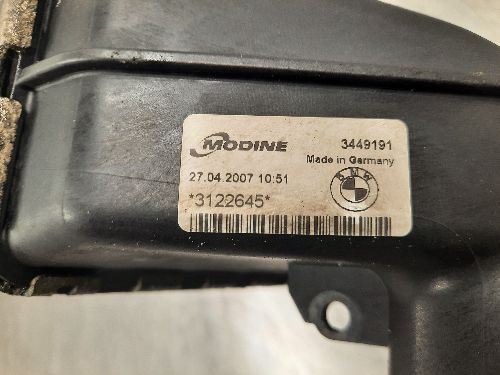 MODINE 3449191
Made in Germany
27.04.2007 10:51
*3122645*
BMW